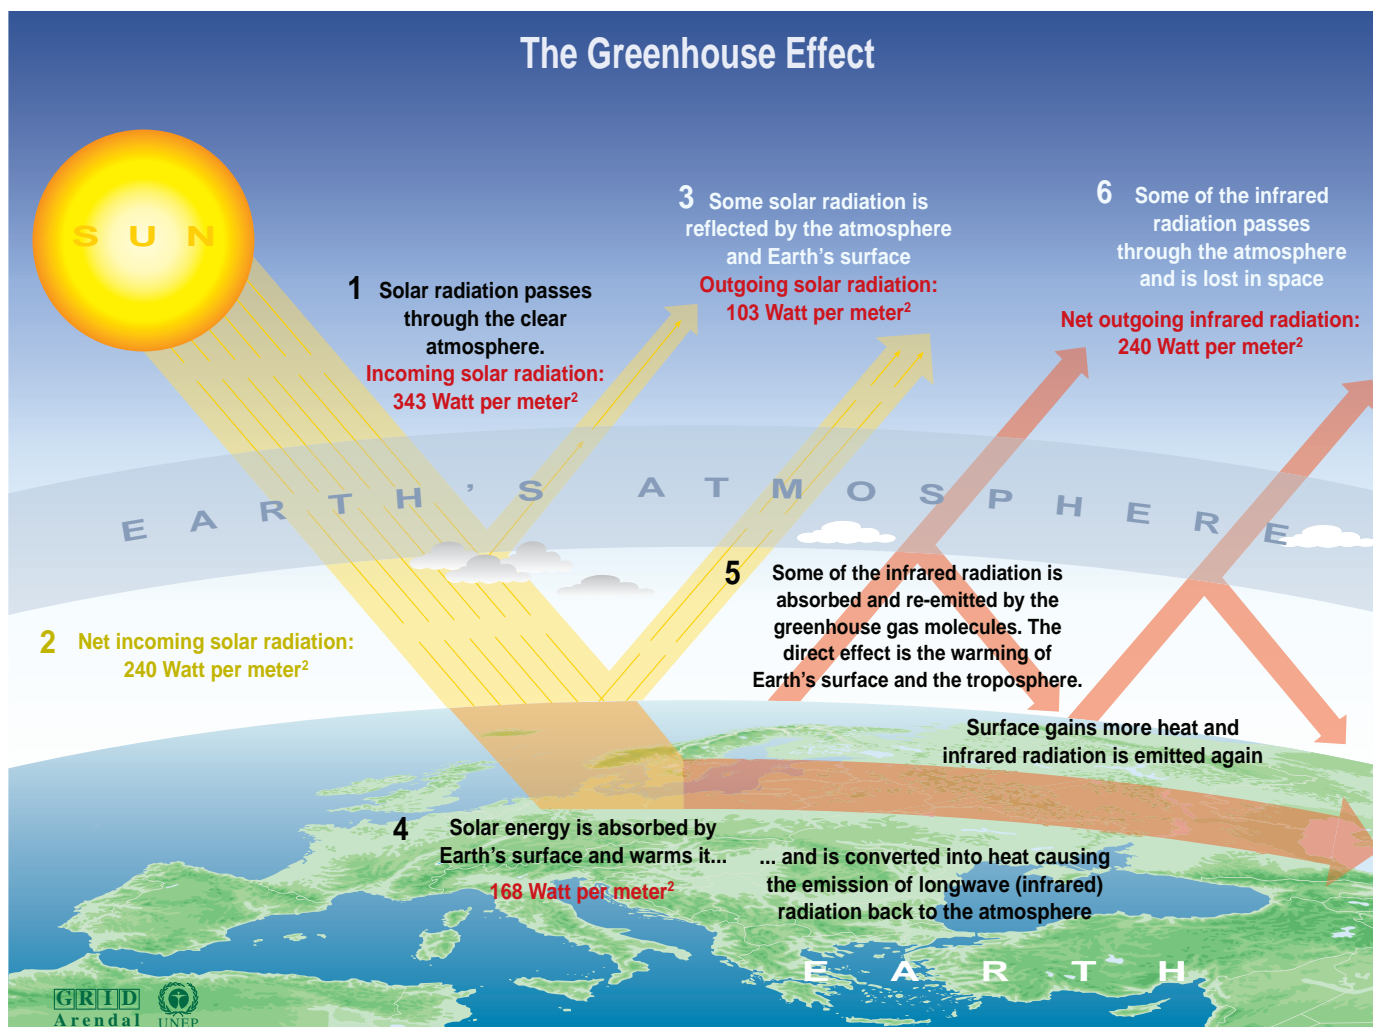 The Greenhouse Effect
S U N
1 Solar radiation passes
through the clear
atmosphere.
Incoming solar radiation:
343 Watt per meter²
3 Some solar radiation is
reflected by the atmosphere
and Earth's surface
Outgoing solar radiation:
103 Watt per meter²
6 Some of the infrared
radiation passes
through the atmosphere
and is lost in space
Net outgoing infrared radiation:
240 Watt per meter²
E A R T H ' S A T M O S P H E R E
2 Net incoming solar radiation:
240 Watt per meter²
5 Some of the infrared radiation is
absorbed and re-emitted by the
greenhouse gas molecules. The
direct effect is the warming of
Earth's surface and the troposphere.
Surface gains more heat and
infrared radiation is emitted again
4 Solar energy is absorbed by
Earth's surface and warms it...
168 Watt per meter²
... and is converted into heat causing
the emission of longwave (infrared)
radiation back to the atmosphere
E A R T H
GRID
Arendal
UNEP